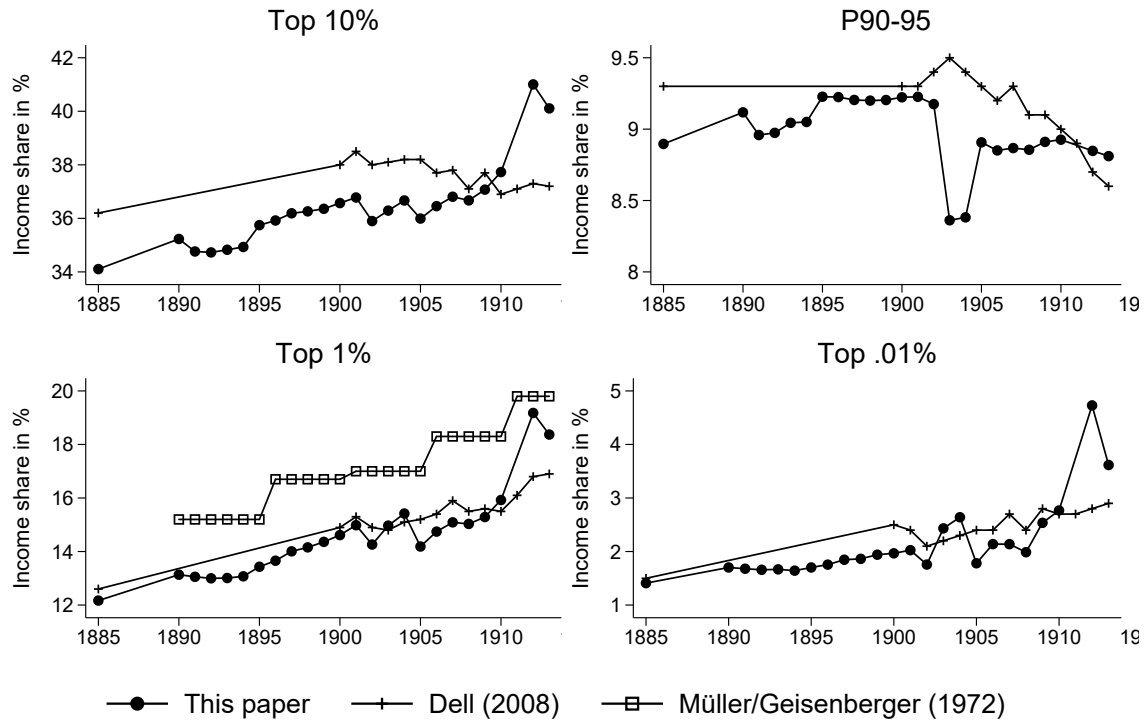 Top 10%
Income share in %
42
40
38
36
34
1885 1890 1895 1900 1905 1910
P90-95
Income share in %
9.5
9
8.5
8
1885 1890 1895 1900 1905 1910 19
Top 1%
Income share in %
20
18
16
14
12
1885 1890 1895 1900 1905 1910
Top .01%
Income share in %
5
4
3
2
1
1885 1890 1895 1900 1905 1910 19
This paper Dell (2008) Müller/Geisenberger (1972)